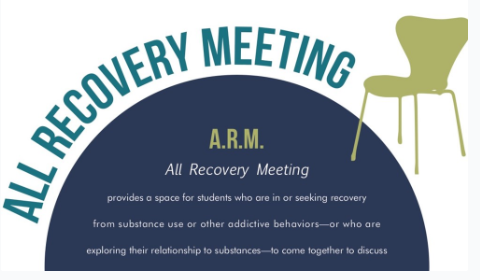 ALL RECOVERY MEETING
A.R.M.
All Recovery Meeting
provides a space for students who are in or seeking recovery
from substance use or other addictive behaviors—or who are
exploring their relationship to substances—to come together to discuss